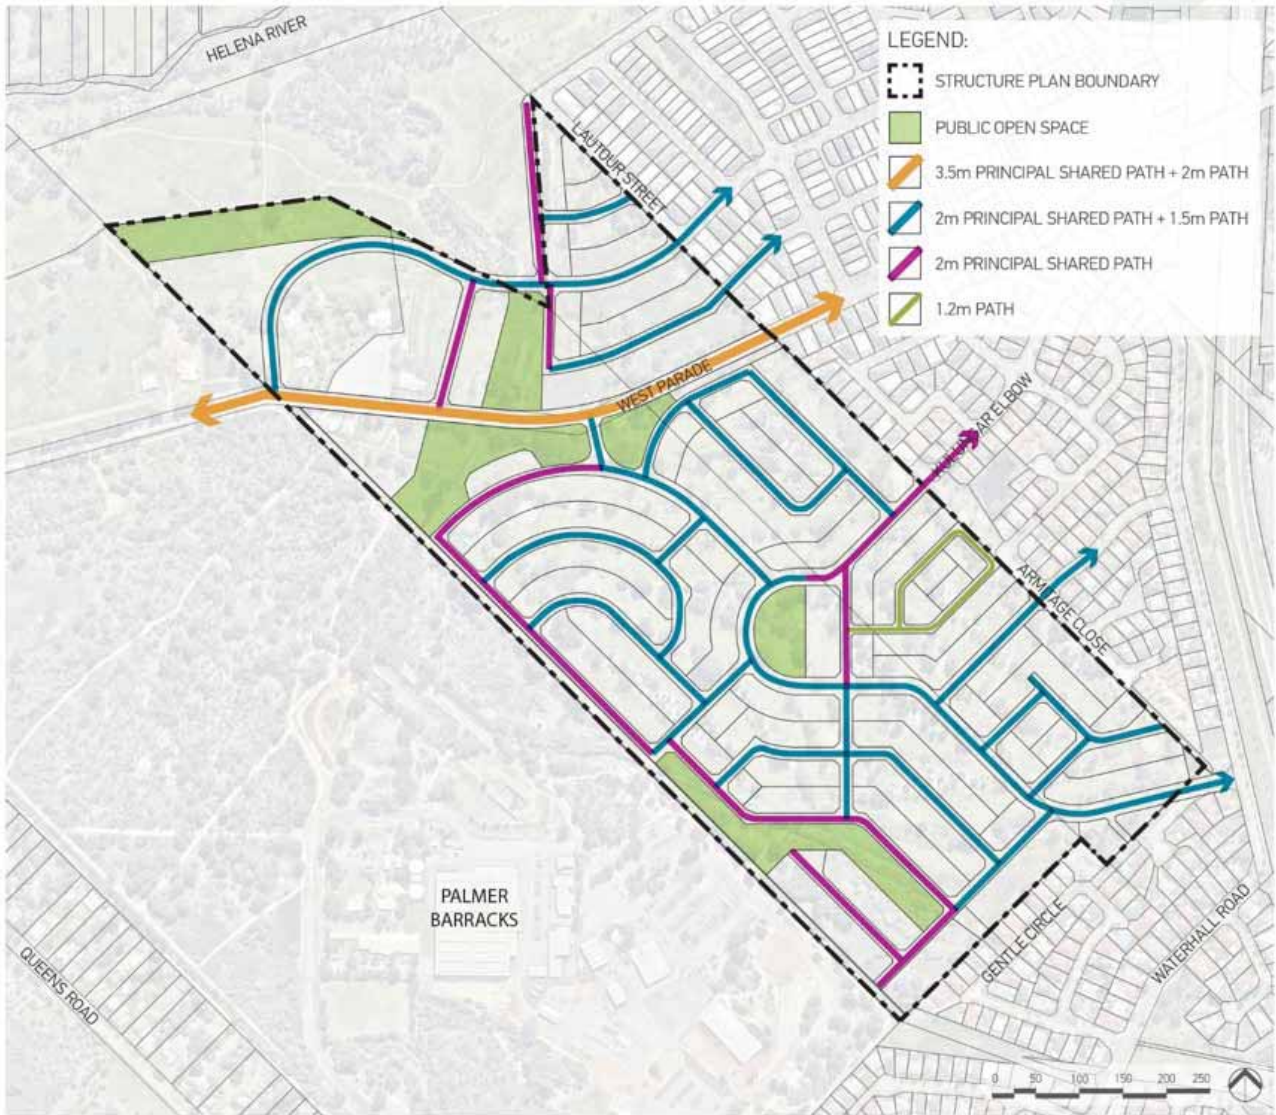 HELENA RIVER
LEGEND:
STRUCTURE PLAN BOUNDARY
PUBLIC OPEN SPACE
3.5m PRINCIPAL SHARED PATH + 2m PATH
2m PRINCIPAL SHARED PATH + 1.5m PATH
2m PRINCIPAL SHARED PATH
1.2m PATH
LAUTOUR STREET
WEST PARADE
ELBOW
ARMITAGE CLOSE
PALMER
BARRACKS
GENTLE CIRCLE
WATERHALL ROAD
QUEENS ROAD
0 50 100 150 200 250